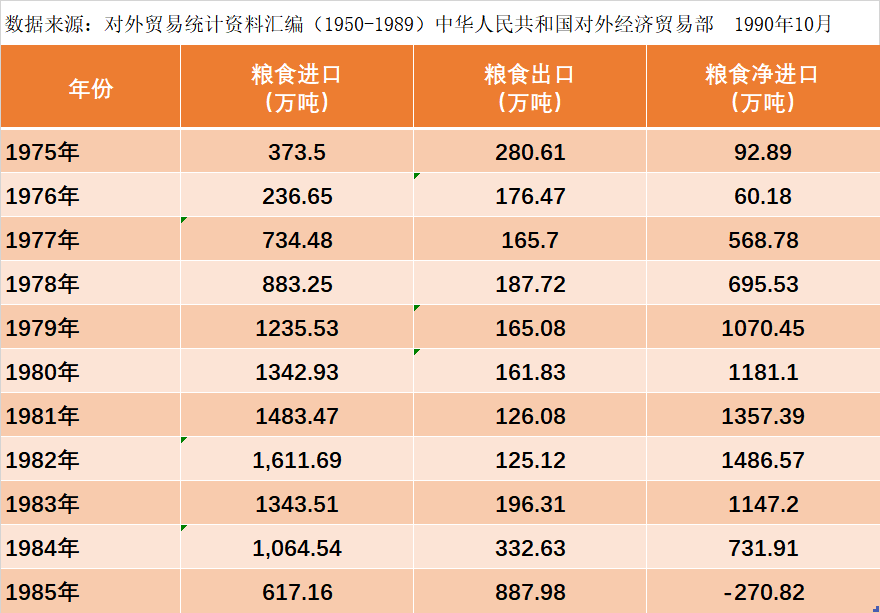 数据来源：对外贸易统计资料汇编（1950-1989）中华人民共和国对外经济贸易部 1990年10月
年份 粮食进口（万吨） 粮食出口（万吨） 粮食净进口（万吨）
1975年 373.5 280.61 92.89
1976年 236.65 176.47 60.18
1977年 734.48 165.7 568.78
1978年 883.25 187.72 695.53
1979年 1235.53 165.08 1070.45
1980年 1342.93 161.83 1181.1
1981年 1483.47 126.08 1357.39
1982年 1,611.69 125.12 1486.57
1983年 1343.51 196.31 1147.2
1984年 1,064.54 332.63 731.91
1985年 617.16 887.98 -270.82